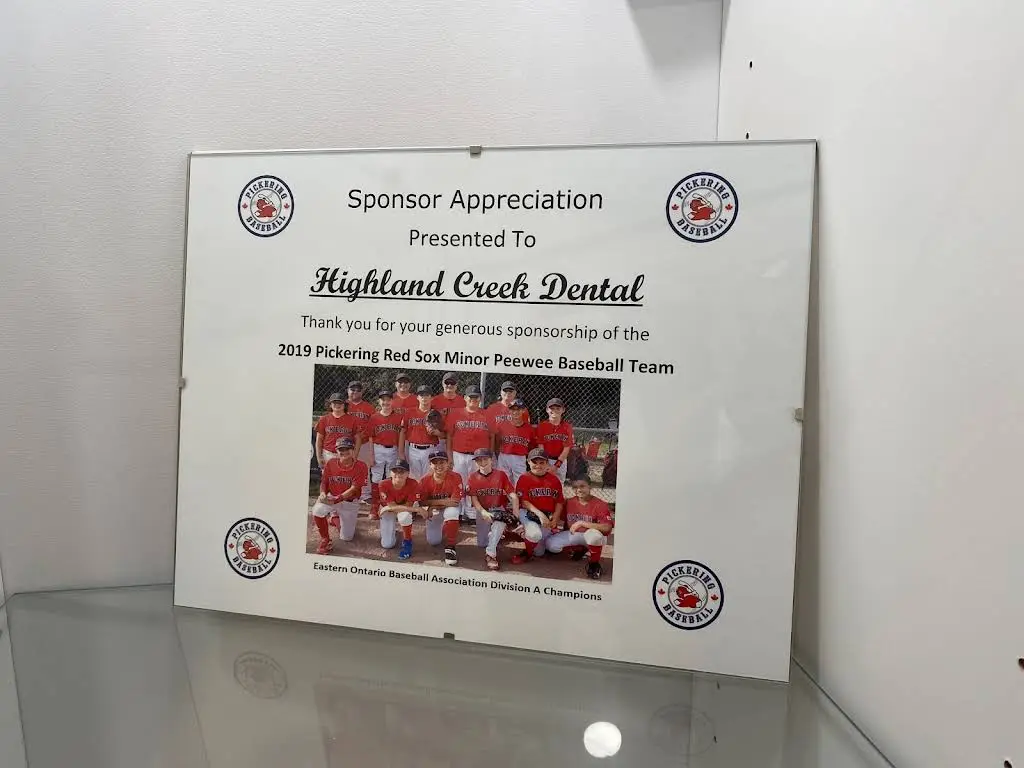 PICKERING BASEBALL
PICKERING BASEBALL
Sponsor Appreciation
Presented To
Highland Creek Dental
Thank you for your generous sponsorship of the
2019 Pickering Red Sox Minor Peewee Baseball Team
Eastern Ontario Baseball Association Division A Champions
PICKERING BASEBALL
PICKERING BASEBALL